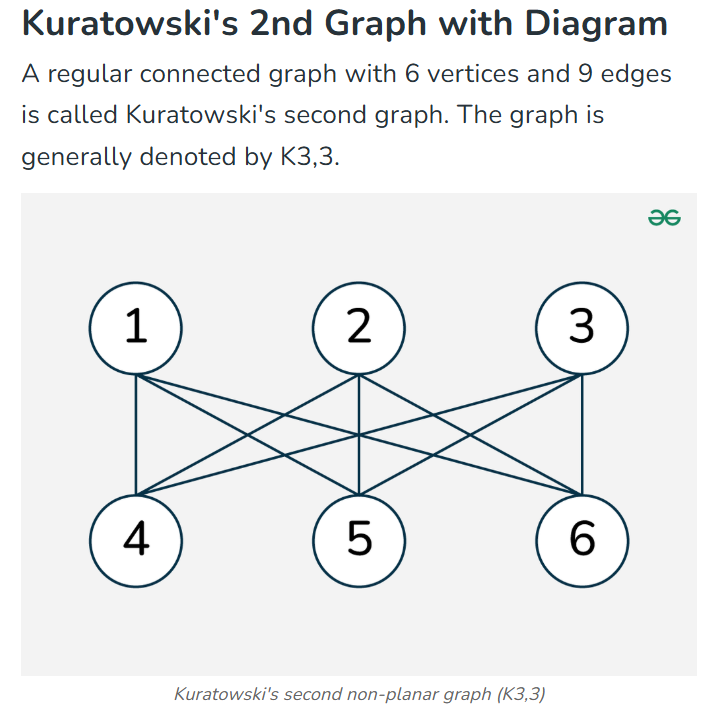 Kuratowski's 2nd Graph with Diagram
A regular connected graph with 6 vertices and 9 edges
is called Kuratowski's second graph. The graph is
generally denoted by K3,3.
1 2 3
4 5 6
Kuratowski's second non-planar graph (K3,3)